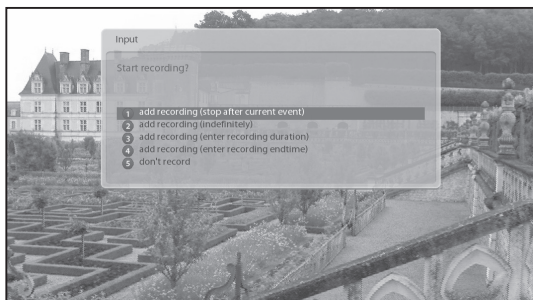 Input
Start recording?
1 add recording (stop after current event)
2 add recording (indefinitely)
3 add recording (enter recording duration)
4 add recording (enter recording endtime)
5 don't record